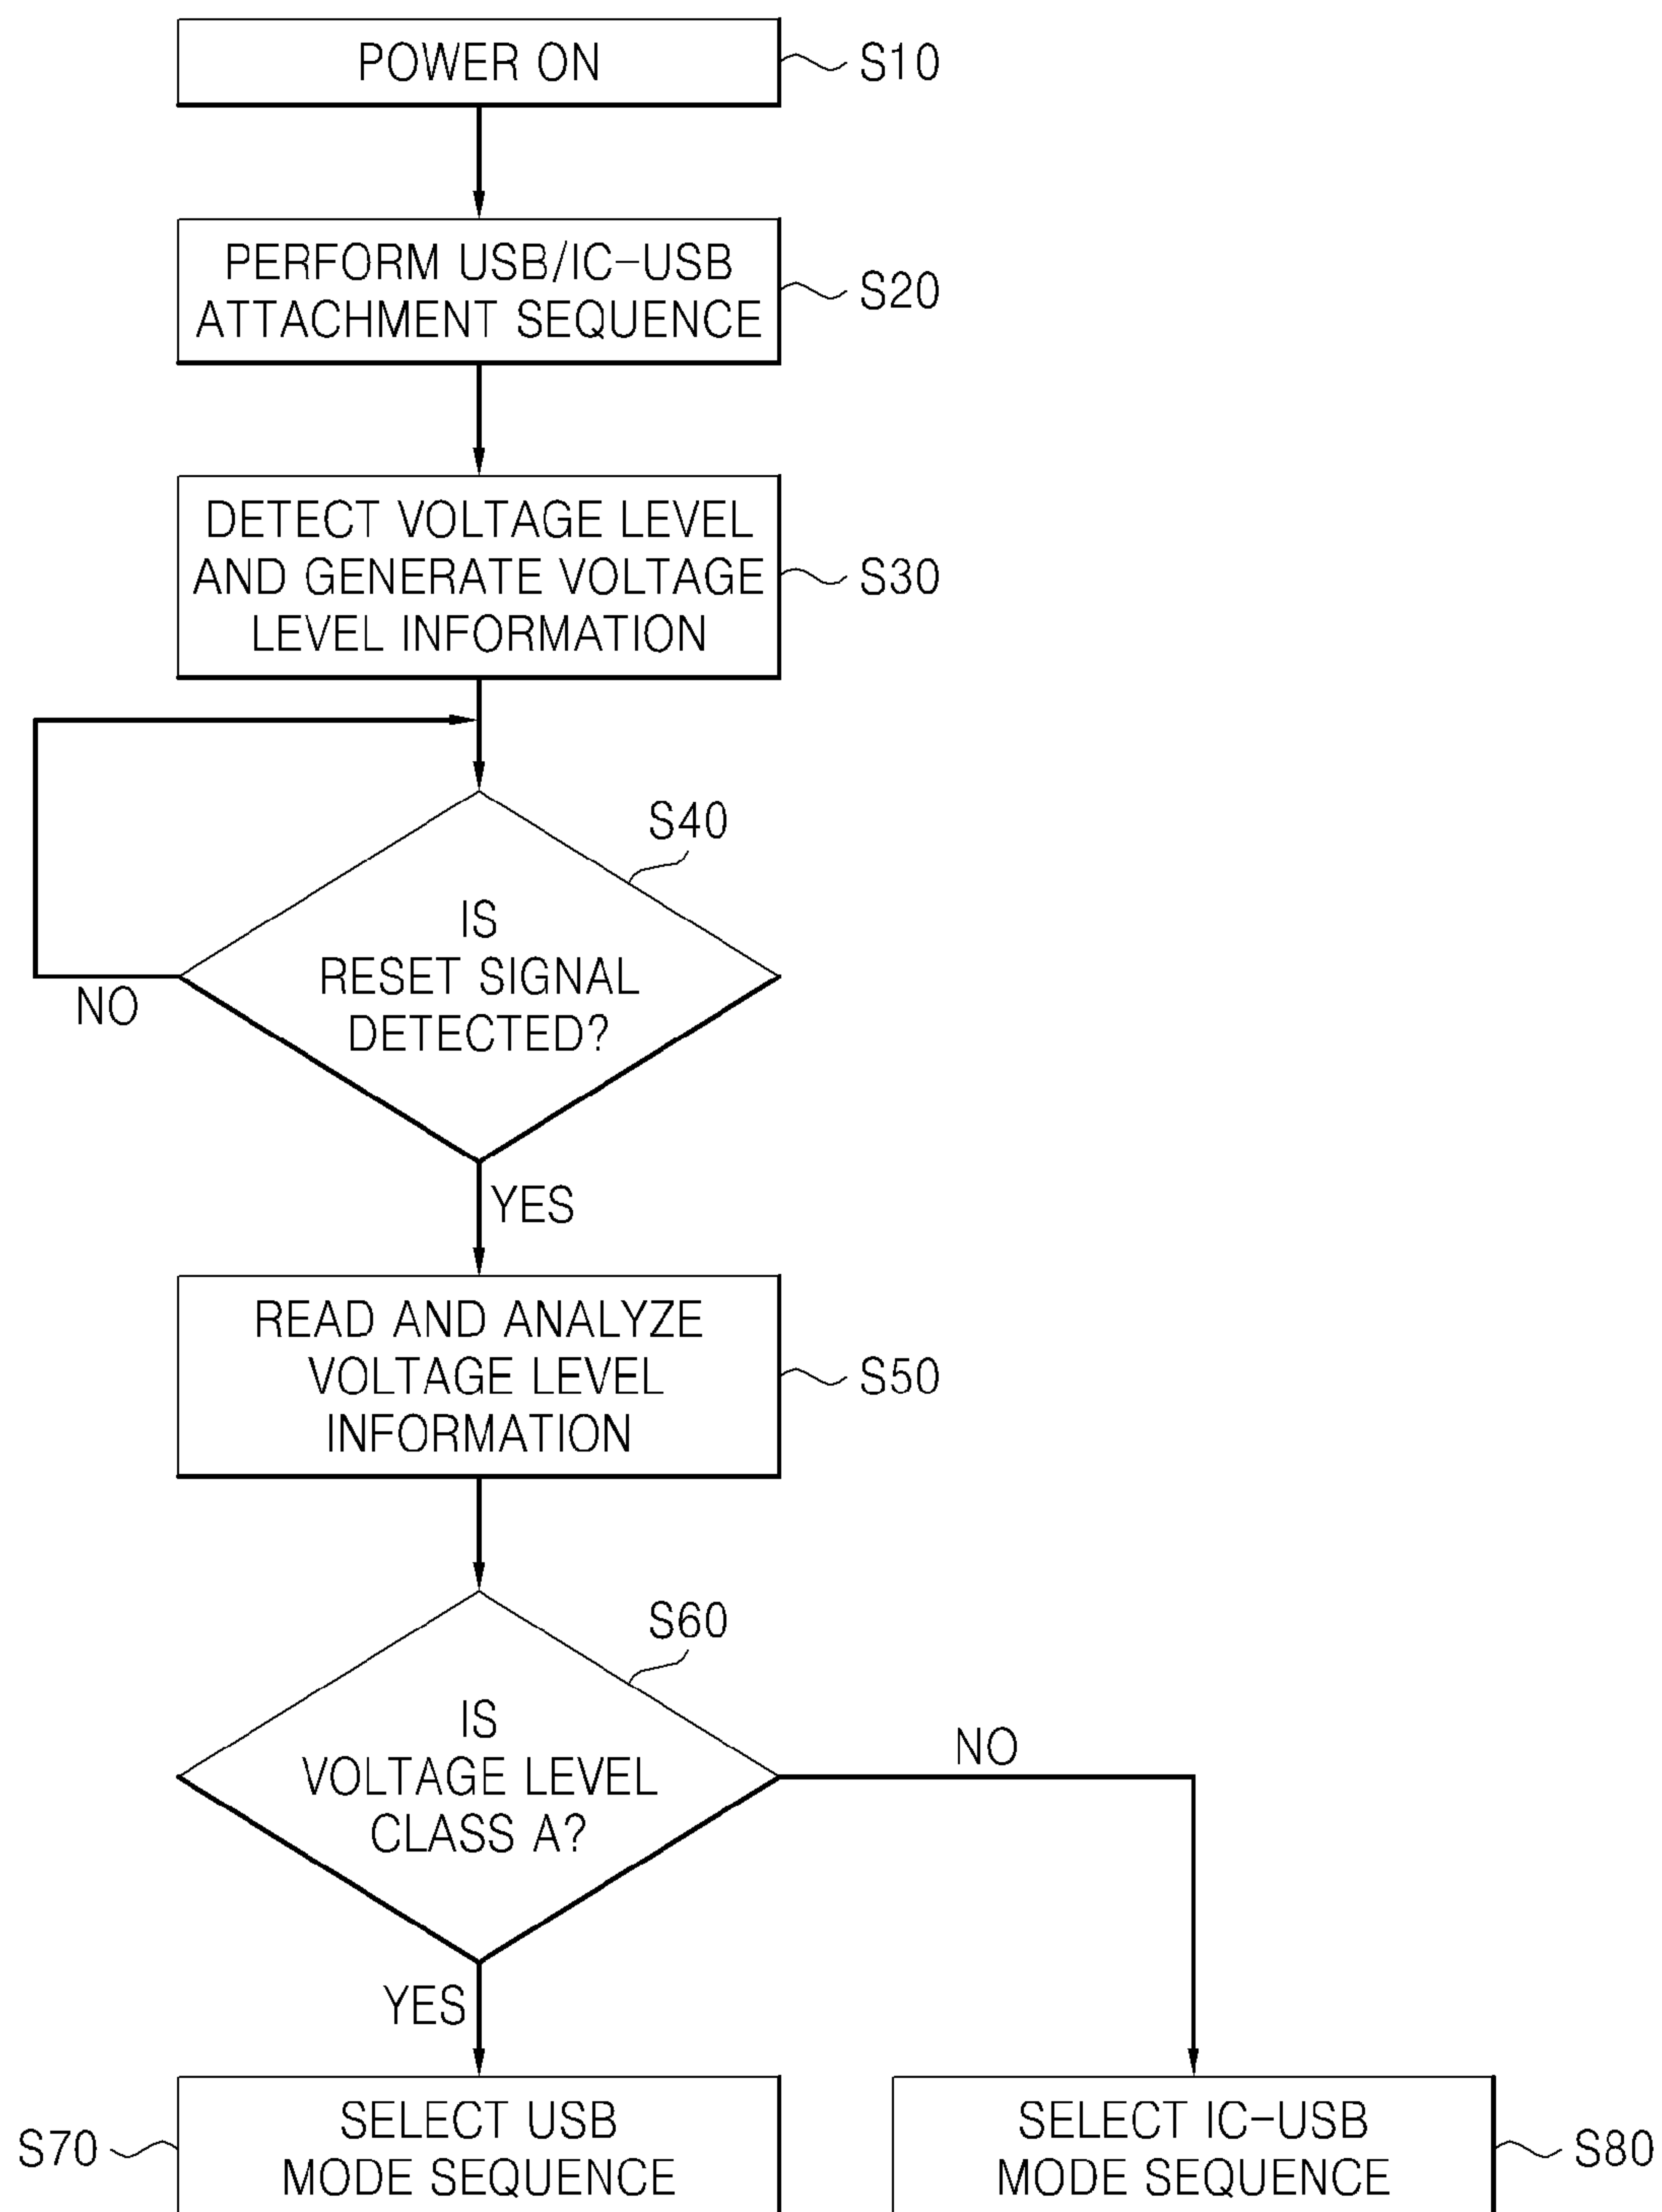 POWER ON
S10
PERFORM USB/IC-USB
ATTACHMENT SEQUENCE
S20
DETECT VOLTAGE LEVEL
AND GENERATE VOLTAGE
LEVEL INFORMATION
S30
S40
IS
RESET SIGNAL
DETECTED?
NO
YES
READ AND ANALYZE
VOLTAGE LEVEL
INFORMATION
S50
S60
IS
VOLTAGE LEVEL
CLASS A?
NO
YES
S70
SELECT USB
MODE SEQUENCE
SELECT IC-USB
MODE SEQUENCE
S80